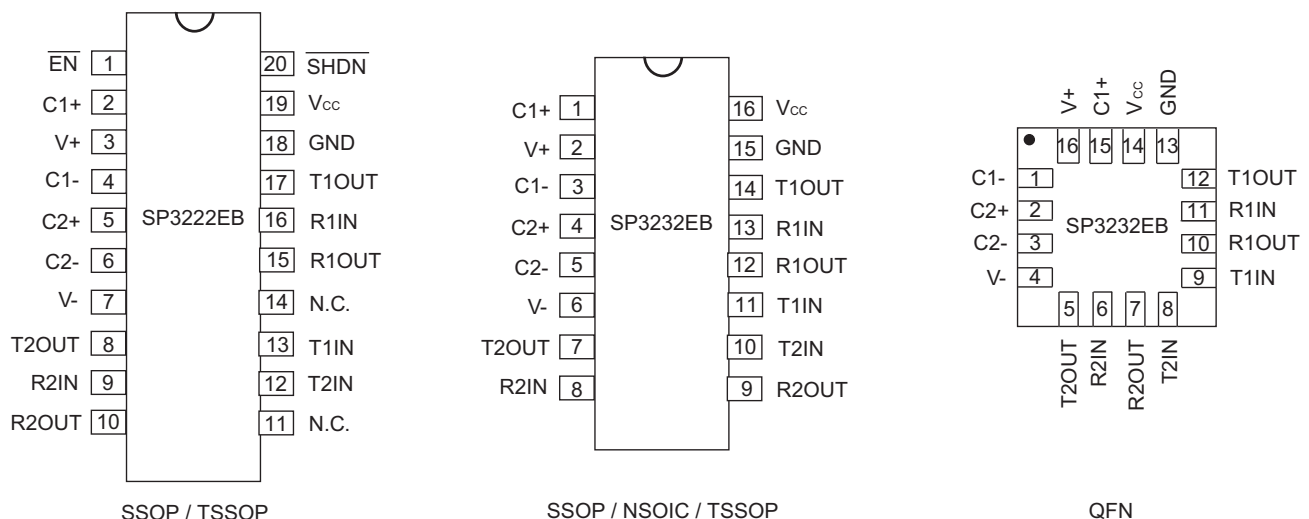 EN 1 20 SHDN
C1+ 2 19 Vcc
V+ 3 18 GND
C1- 4 17 T1OUT
C2+ 5 SP3222EB 16 R1IN
C2- 6 15 R1OUT
V- 7 14 N.C.
T2OUT 8 13 T1IN
R2IN 9 12 T2IN
R2OUT 10 11 N.C.
SSOP / TSSOP
C1+ 1 16 Vcc
V+ 2 15 GND
C1- 3 14 T1OUT
C2+ 4 SP3232EB 13 R1IN
C2- 5 12 R1OUT
V- 6 11 T1IN
T2OUT 7 10 T2IN
R2IN 8 9 R2OUT
SSOP / NSOIC / TSSOP
V+ C1+ Vcc GND
16 15 14 13
C1- 1 12 T1OUT
C2+ 2 11 R1IN
SP3232EB
C2- 3 10 R1OUT
V- 4 9 T1IN
5 6 7 8
T2OUT R2IN R2OUT T2IN
QFN